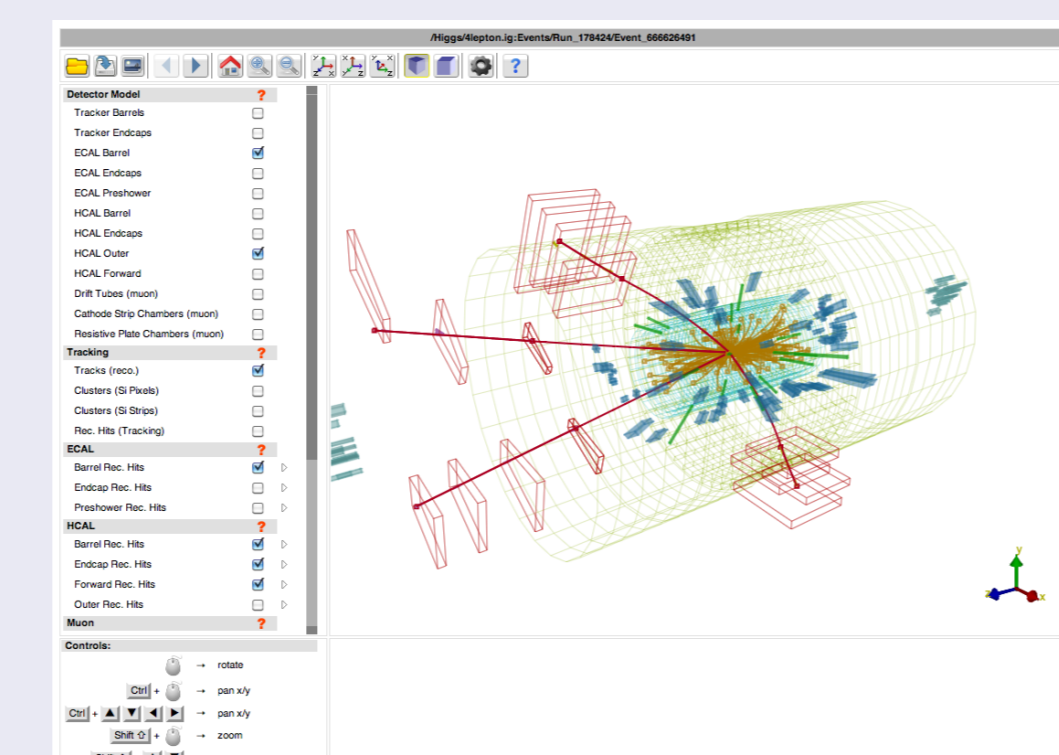 /Higgs/4lepton.ig:Events/Run_178424/Event_666626491
Detector Model ?
Tracker Barrels
Tracker Endcaps
ECAL Barrel
ECAL Endcaps
ECAL Preshower
HCAL Barrel
HCAL Endcaps
HCAL Outer
HCAL Forward
Drift Tubes (muon)
Cathode Strip Chambers (muon)
Resistive Plate Chambers (muon)
Tracking ?
Tracks (reco.)
Clusters (Si Pixels)
Clusters (Si Strips)
Rec. Hits (Tracking)
ECAL ?
Barrel Rec. Hits
Endcap Rec. Hits
Preshower Rec. Hits
HCAL ?
Barrel Rec. Hits
Endcap Rec. Hits
Forward Rec. Hits
Outer Rec. Hits
Muon ?
y
z x
Controls:
→ rotate
Ctrl + → pan x/y
Ctrl + ▲ ▼ ◀ ▶ → pan x/y
Shift ⇧ + → zoom